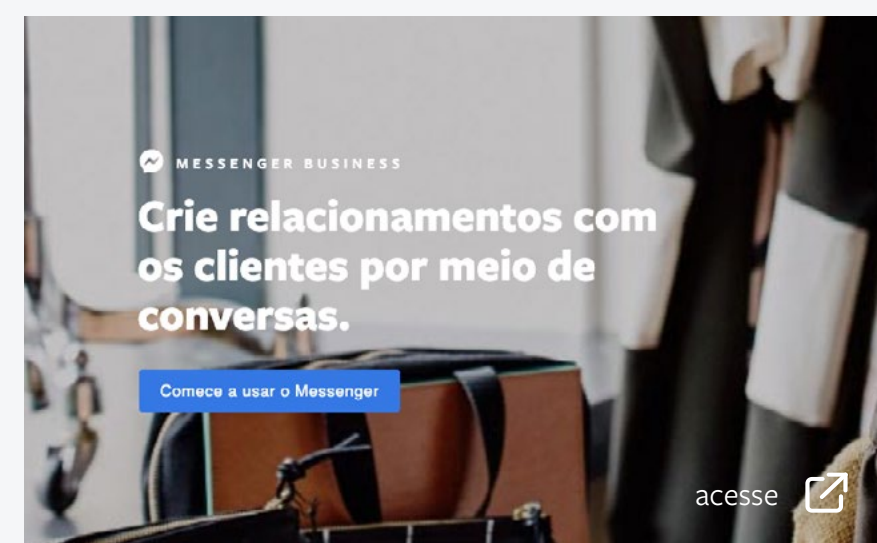 MESSENGER BUSINESS
Crie relacionamentos com
os clientes por meio de
conversas.
Comece a usar o Messenger
acesse